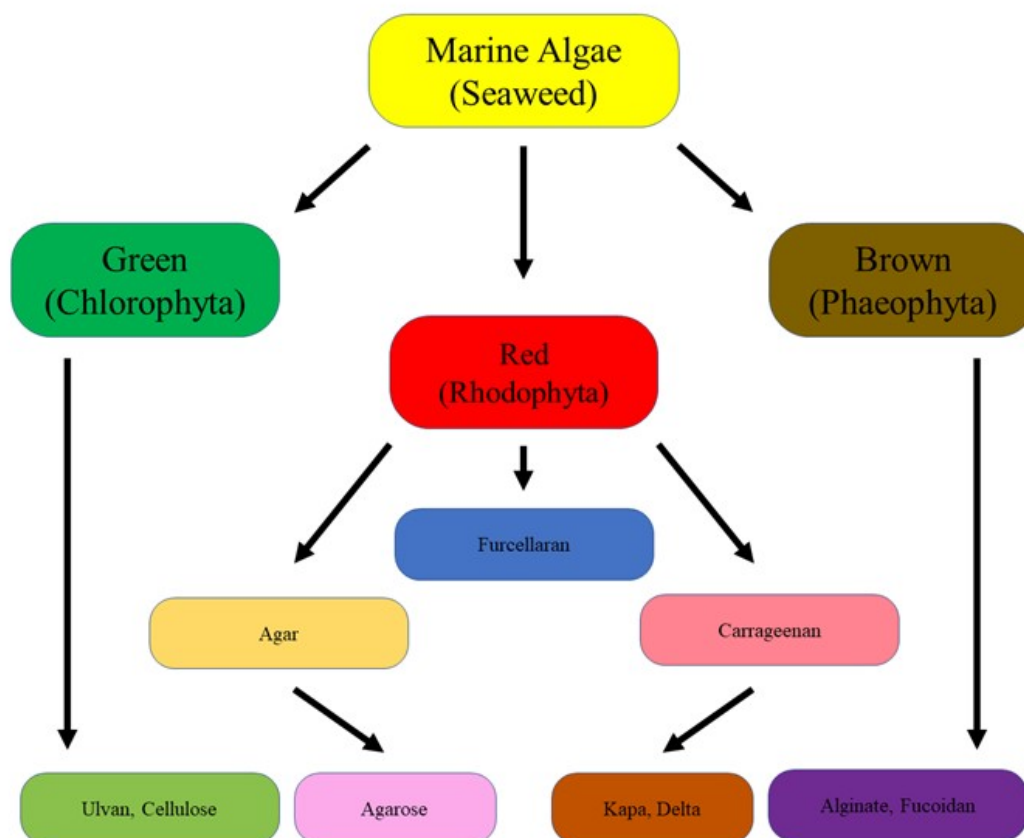 Marine Algae
(Seaweed)
Green
(Chlorophyta)
Brown
(Phaeophyta)
Red
(Rhodophyta)
Furcellaran
Agar
Carrageenan
Ulvan, Cellulose
Agarose
Kapa, Delta
Alginate, Fucoidan